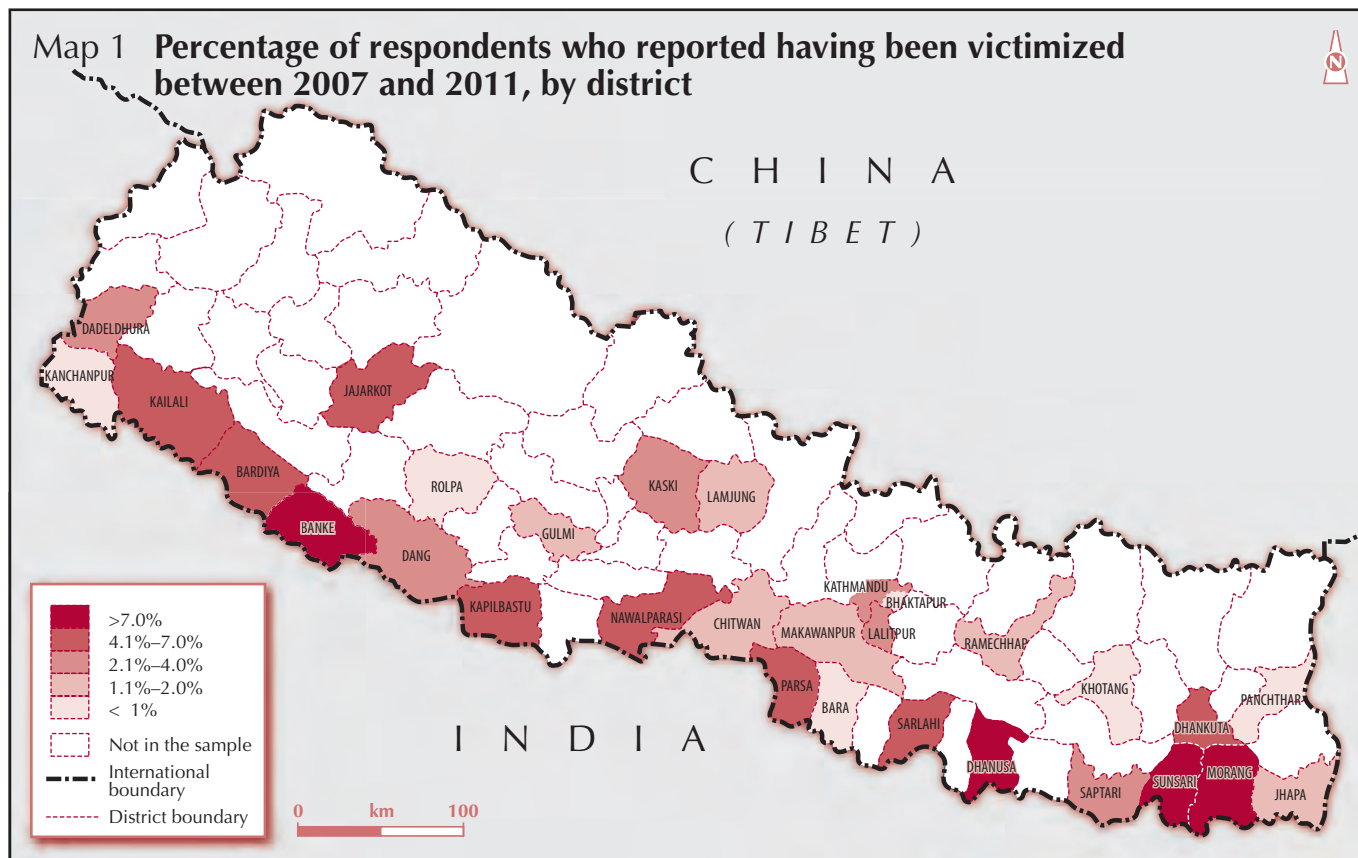 Map 1 Percentage of respondents who reported having been victimized
between 2007 and 2011, by district
N
C H I N A
( T I B E T )
DADELDHURA
KANCHANPUR
KAILALI
JAJARKOT
BARDIYA
ROLPA
KASKI
LAMJUNG
BANKE
GULMI
DANG
KATHMANDU
BHAKTAPUR
KAPILBASTU
NAWALPARASI
CHITWAN
MAKAWANPUR
LALITPUR
RAMECHHAP
PARSA
BARA
KHOTANG
PANCHTHAR
SARLAHI
DHANKUTA
DHANUSA
SAPTARI
SUNSARI
MORANG
JHAPA
I N D I A
>7.0%
4.1%–7.0%
2.1%–4.0%
1.1%–2.0%
< 1%
Not in the sample
International
boundary
District boundary
0 km 100